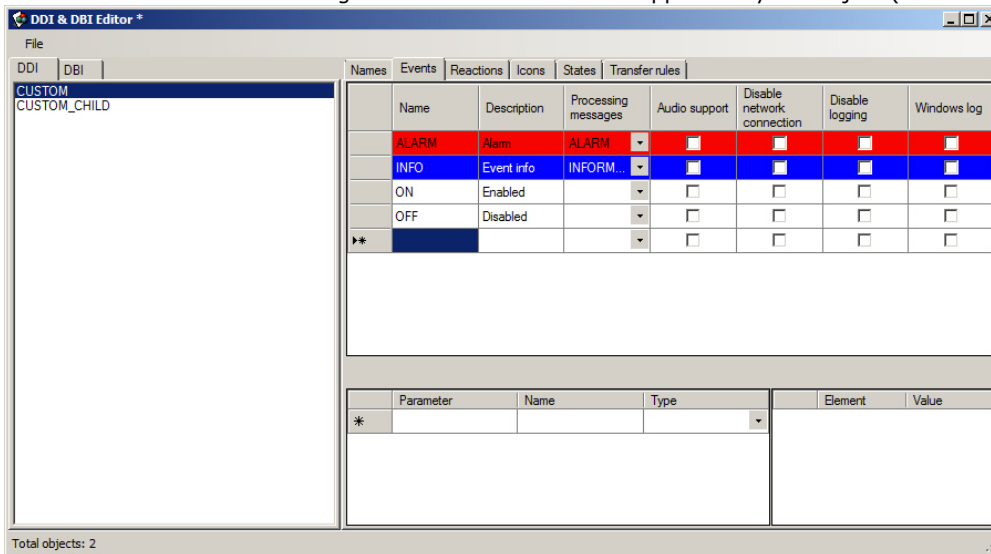 DDI & DBI Editor *
File
DDI DBI
Names Events Reactions Icons States Transfer rules
CUSTOM
CUSTOM_CHILD
Name Description Processing messages Audio support Disable network connection Disable logging Windows log
ALARM Alarm ALARM
INFO Event info INFORM...
ON Enabled
OFF Disabled
Parameter Name Type Element Value
Total objects: 2